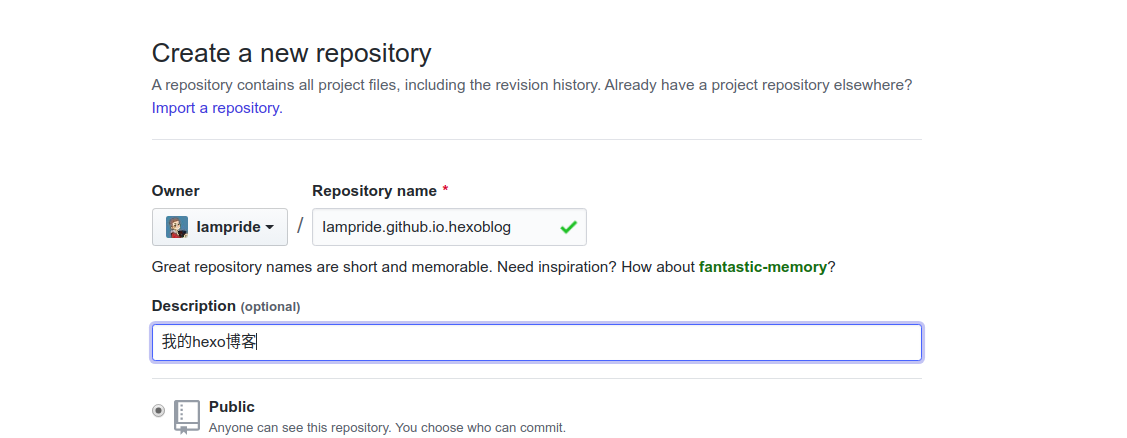 Create a new repository
A repository contains all project files, including the revision history. Already have a project repository elsewhere?
Import a repository.
Owner
Repository name *
lampride
/
lampride.github.io.hexoblog
Great repository names are short and memorable. Need inspiration? How about fantastic-memory?
Description (optional)
我的hexo博客
Public
Anyone can see this repository. You choose who can commit.